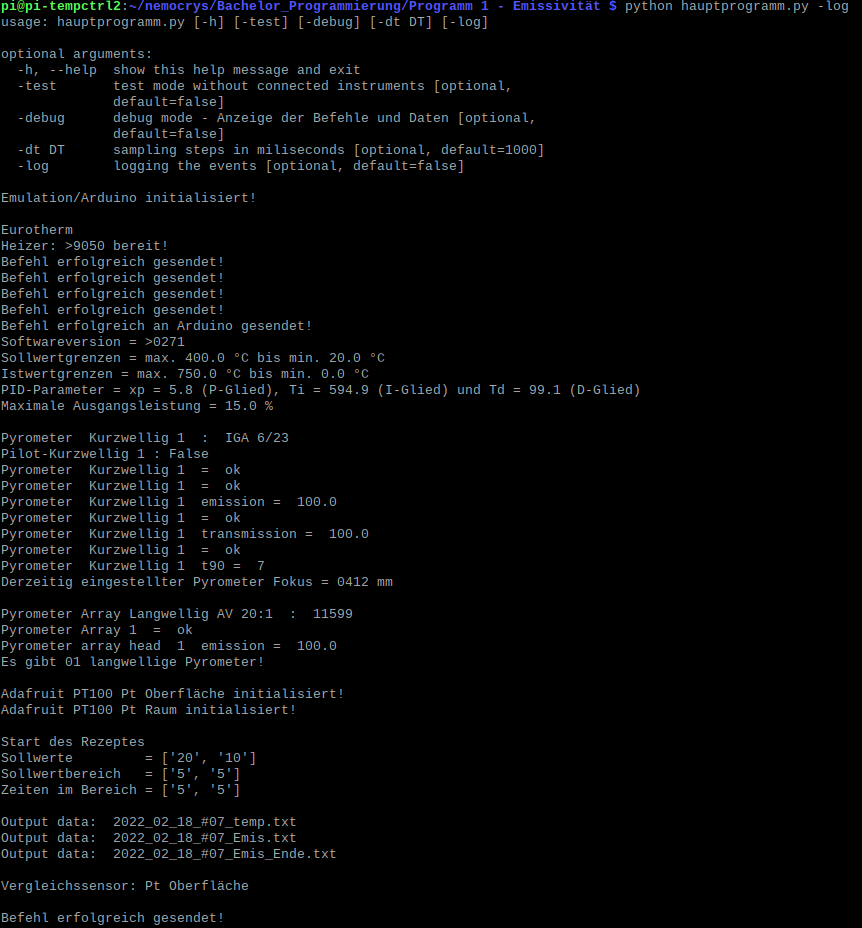 pi@pi-tempctrl2:~/nemocrys/Bachelor_Programmierung/Programm 1 - Emissivität $ python hauptprogramm.py -log
usage: hauptprogramm.py [-h] [-test] [-debug] [-dt DT] [-log]
optional arguments:
-h, --help  show this help message and exit
-test       test mode without connected instruments [optional,
default=false]
-debug      debug mode - Anzeige der Befehle und Daten [optional,
default=false]
-dt DT      sampling steps in miliseconds [optional, default=1000]
-log        logging the events [optional, default=false]
Emulation/Arduino initialisiert!
Eurotherm
Heizer: >9050 bereit!
Befehl erfolgreich gesendet!
Befehl erfolgreich gesendet!
Befehl erfolgreich gesendet!
Befehl erfolgreich gesendet!
Befehl erfolgreich an Arduino gesendet!
Softwareversion = >0271
Sollwertgrenzen = max. 400.0 °C bis min. 20.0 °C
Istwertgrenzen = max. 750.0 °C bis min. 0.0 °C
PID-Parameter = xp = 5.8 (P-Glied), Ti = 594.9 (I-Glied) und Td = 99.1 (D-Glied)
Maximale Ausgangsleistung = 15.0 %
Pyrometer  Kurzwellig 1  :  IGA 6/23
Pilot-Kurzwellig 1 : False
Pyrometer  Kurzwellig 1  =  ok
Pyrometer  Kurzwellig 1  =  ok
Pyrometer  Kurzwellig 1  emission =  100.0
Pyrometer  Kurzwellig 1  =  ok
Pyrometer  Kurzwellig 1  transmission =  100.0
Pyrometer  Kurzwellig 1  =  ok
Pyrometer  Kurzwellig 1  t90 =  7
Derzeitig eingestellter Pyrometer Fokus = 0412 mm
Pyrometer Array Langwellig AV 20:1  :  11599
Pyrometer Array 1  =  ok
Pyrometer array head  1  emission =  100.0
Es gibt 01 langwellige Pyrometer!
Adafruit PT100 Pt Oberfläche initialisiert!
Adafruit PT100 Pt Raum initialisiert!
Start des Rezeptes
Sollwerte         = ['20', '10']
Sollwertbereich   = ['5', '5']
Zeiten im Bereich = ['5', '5']
Output data:  2022_02_18_#07_temp.txt
Output data:  2022_02_18_#07_Emis.txt
Output data:  2022_02_18_#07_Emis_Ende.txt
Vergleichssensor: Pt Oberfläche
Befehl erfolgreich gesendet!